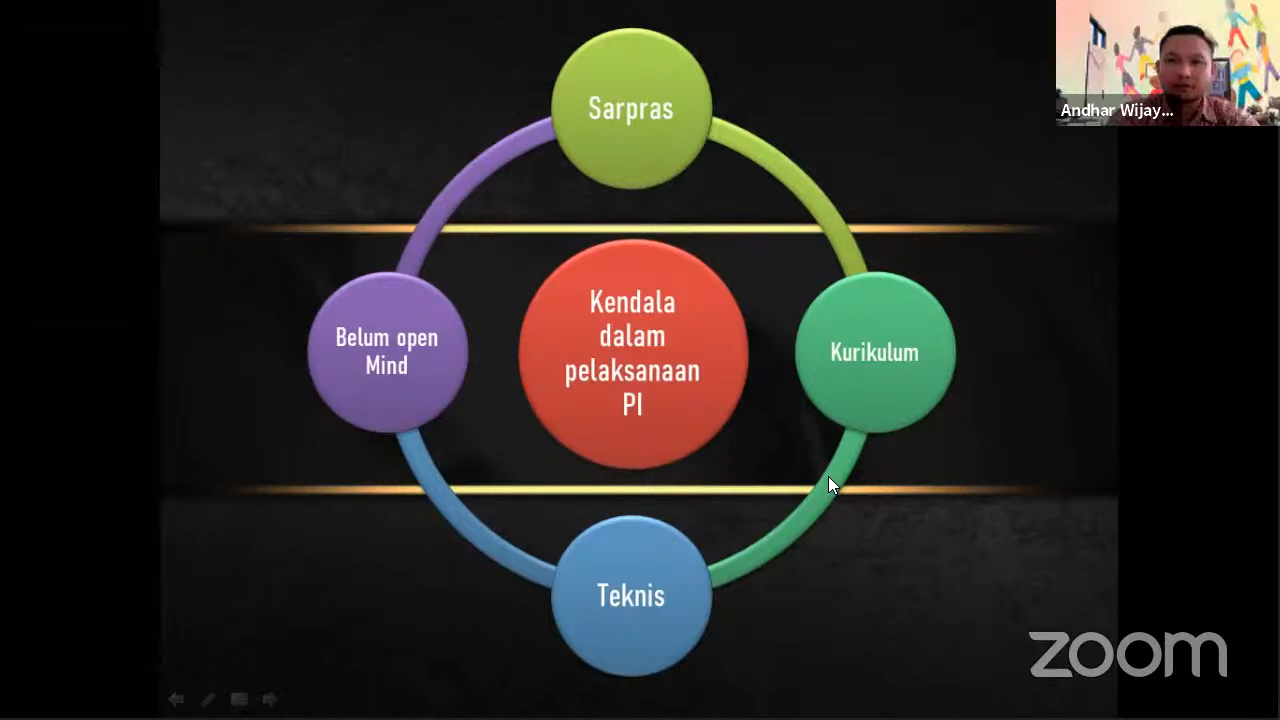 Sarpras
Andhar Wijay...
Kendala
dalam
pelaksanaan
PI
Belum open
Mind
Kurikulum
Teknis
zoom